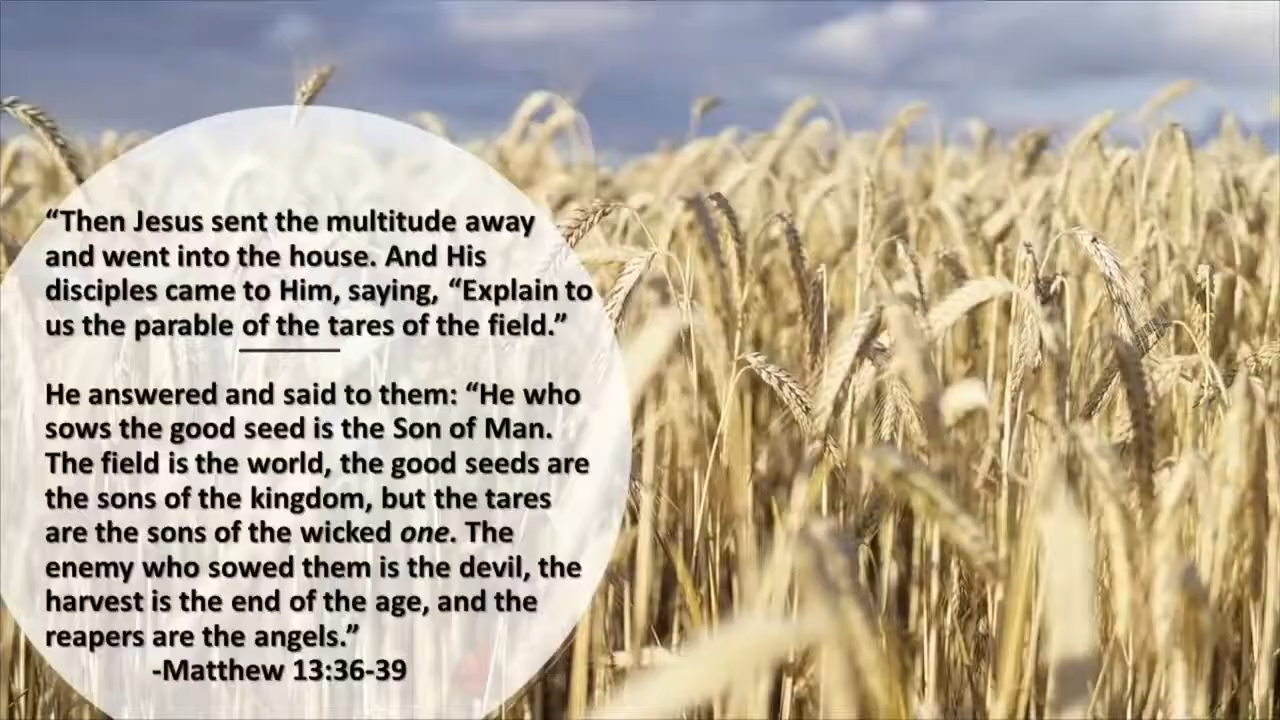 “Then Jesus sent the multitude away
and went into the house. And His
disciples came to Him, saying, “Explain to
us the parable of the tares of the field.”
He answered and said to them: “He who
sows the good seed is the Son of Man.
The field is the world, the good seeds are
the sons of the kingdom, but the tares
are the sons of the wicked one. The
enemy who sowed them is the devil, the
harvest is the end of the age, and the
reapers are the angels.”
-Matthew 13:36-39